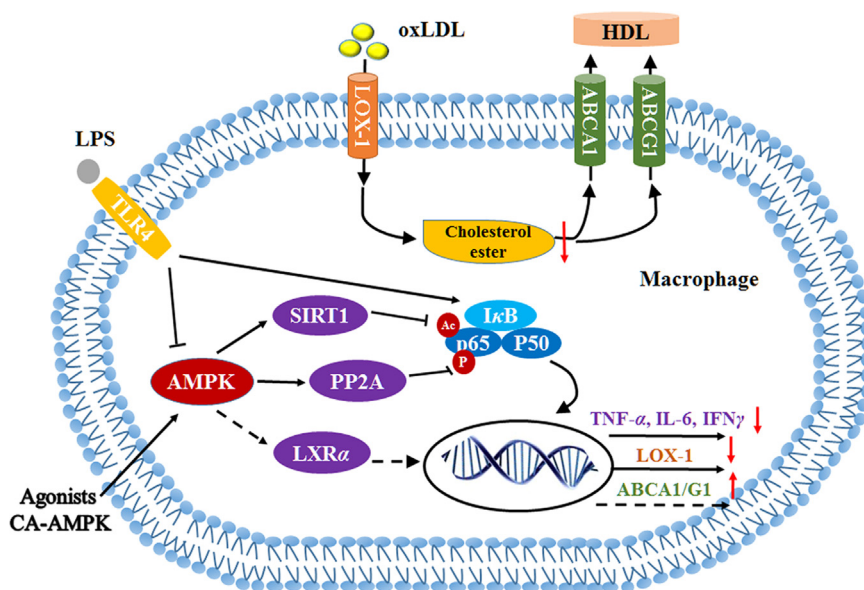 oxLDL
HDL
LOX-1
ABCA1
ABCG1
LPS
TLR4
Cholesterol
ester
Macrophage
SIRT1
IκB
Ac
p65
P50
P
AMPK
PP2A
TNF-α, IL-6, IFNγ
LXRα
LOX-1
ABCA1/G1
Agonists
CA-AMPK